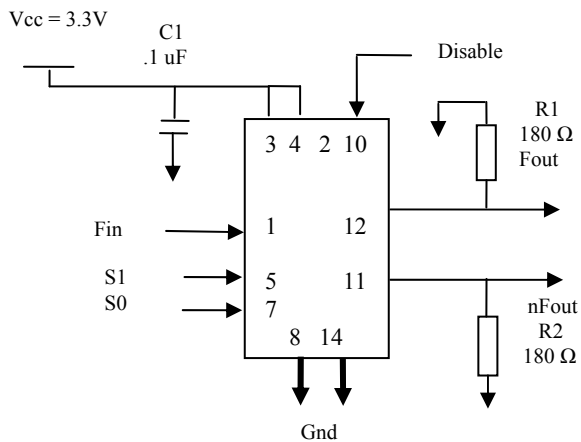 Vcc = 3.3V
C1
.1 uF
Disable
R1
180 Ω
Fout
3 4 2 10
Fin
1 12
S1
5 11
S0
7
nFout
R2
180 Ω
8 14
Gnd